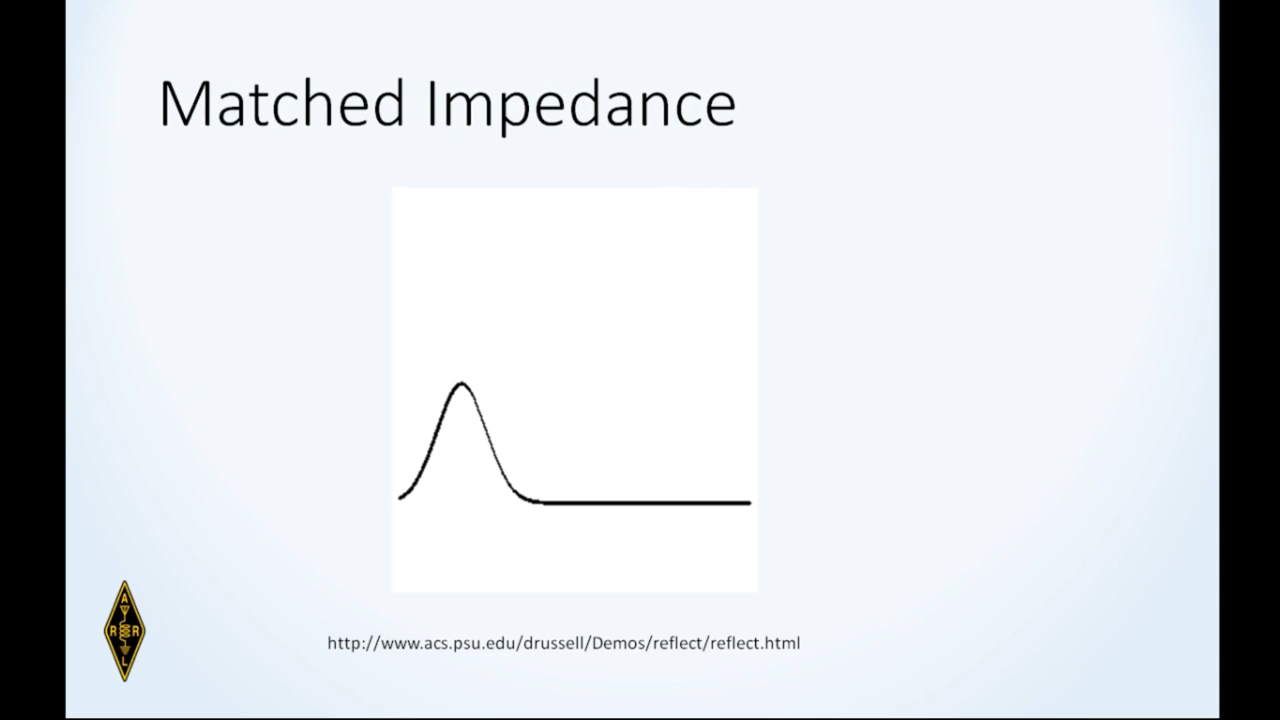 Matched Impedance
A
R R
L
http://www.acs.psu.edu/drussell/Demos/reflect/reflect.html